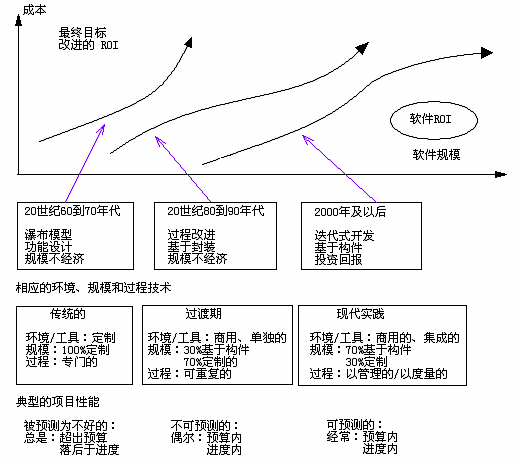 成本
最终目标
改进的 ROI
软件ROI
软件规模
20世纪60到70年代
瀑布模型
功能设计
规模不经济
20世纪80到90年代
过程改进
基于封装
规模不经济
2000年及以后
迭代式开发
基于构件
投资回报
相应的环境、规模和过程技术
传统的
环境/工具：定制
规模：100%定制
过程：专门的
过渡期
环境/工具：商用、单独的
规模：30%基于构件
70%定制的
过程：可重复的
现代实践
环境/工具：商用的、集成的
规模：70%基于构件
30%定制
过程：以管理的/以度量的
典型的项目性能
被预测为不好的：
总是：超出预算
落后于进度
不可预测的：
偶尔：预算内
进度内
可预测的：
经常：预算内
进度内